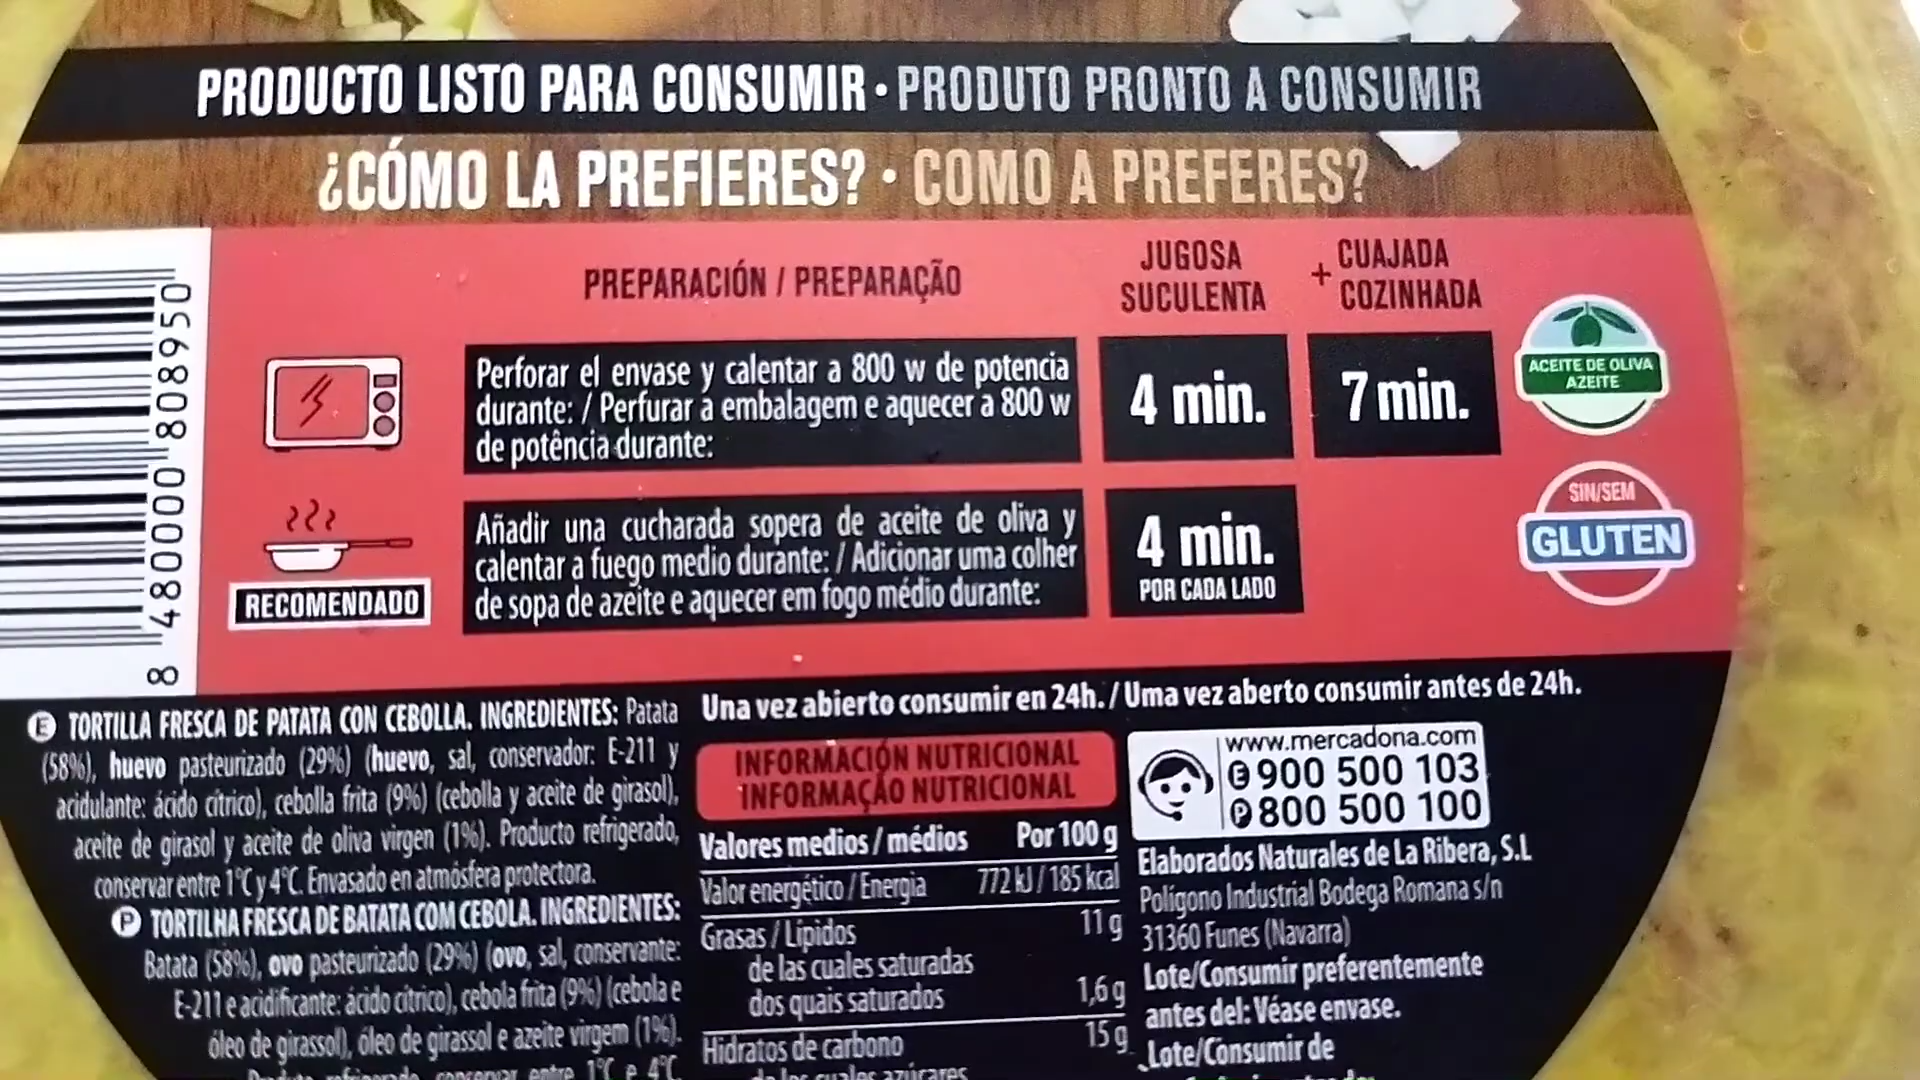 PRODUCTO LISTO PARA CONSUMIR • PRODUTO PRONTO A CONSUMIR
¿CÓMO LA PREFIERES? • COMO A PREFERES?
PREPARACIÓN / PREPARAÇÃO
JUGOSA
SUCULENTA
+ CUAJADA
COZINHADA
Perforar el envase y calentar a 800 w de potencia
durante: / Perfurar a embalagem e aquecer a 800 w
de potência durante:
4 min.
7 min.
ACEITE DE OLIVA
AZEITE
RECOMENDADO
Añadir una cucharada sopera de aceite de oliva y
calentar a fuego medio durante: / Adicionar uma colher
de sopa de azeite e aquecer em fogo médio durante:
4 min.
POR CADA LADO
SIN/SEM
GLUTEN
8 480000 808950
E TORTILLA FRESCA DE PATATA CON CEBOLLA. INGREDIENTES: Patata
(58%), huevo pasteurizado (29%) (huevo, sal, conservador: E-211 y
acidulante: ácido cítrico), cebolla frita (9%) (cebolla y aceite de girasol),
aceite de girasol y aceite de oliva virgen (1%). Producto refrigerado,
conservar entre 1°C y 4°C. Envasado en atmósfera protectora.
P TORTILHA FRESCA DE BATATA COM CEBOLA. INGREDIENTES:
Batata (58%), ovo pasteurizado (29%) (ovo, sal, conservante:
E-211 e acidificante: ácido cítrico), cebola frita (9%) (cebola e
óleo de girassol), óleo de girassol e azeite virgem (1%).
Produto refrigerado, conservar entre 1°C e 4°C.
Una vez abierto consumir en 24h. / Uma vez aberto consumir antes de 24h.
INFORMACIÓN NUTRICIONAL
INFORMAÇÃO NUTRICIONAL
Valores medios / médios Por 100 g
Valor energético / Energia 772 kJ / 185 kcal
Grasas / Lípidos 11 g
de las cuales saturadas
dos quais saturados 1,6 g
Hidratos de carbono 15 g
de los cuales azúcares
www.mercadona.com
E 900 500 103
P 800 500 100
Elaborados Naturales de La Ribera, S.L
Polígono Industrial Bodega Romana s/n
31360 Funes (Navarra)
Lote/Consumir preferentemente
antes del: Véase envase.
Lote/Consumir de